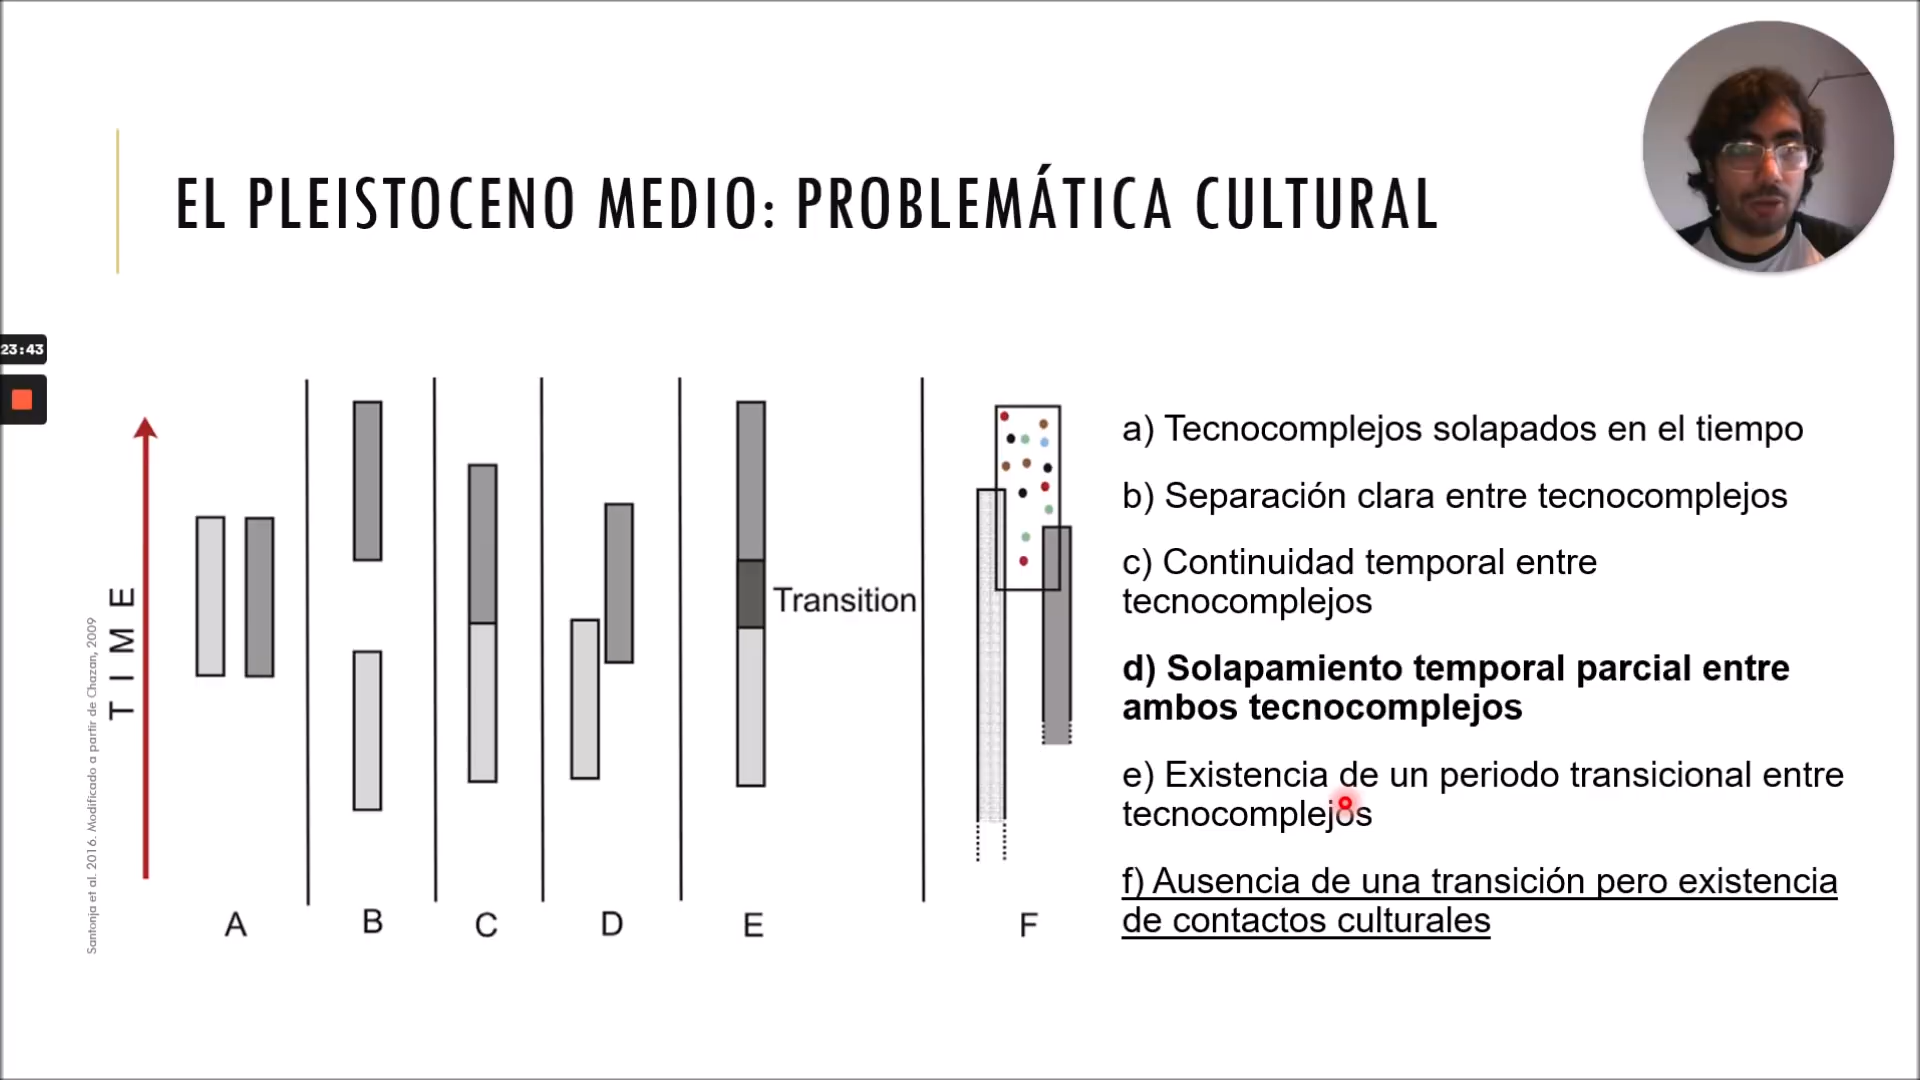 EL PLEISTOCENO MEDIO: PROBLEMÁTICA CULTURAL
23:43
Santonja et al. 2016. Modificado a partir de Chazan, 2009
TIME
Transition
A
B
C
D
E
F
a) Tecnocomplejos solapados en el tiempo
b) Separación clara entre tecnocomplejos
c) Continuidad temporal entre
tecnocomplejos
d) Solapamiento temporal parcial entre
ambos tecnocomplejos
e) Existencia de un periodo transicional entre
tecnocomplejos
f) Ausencia de una transición pero existencia
de contactos culturales